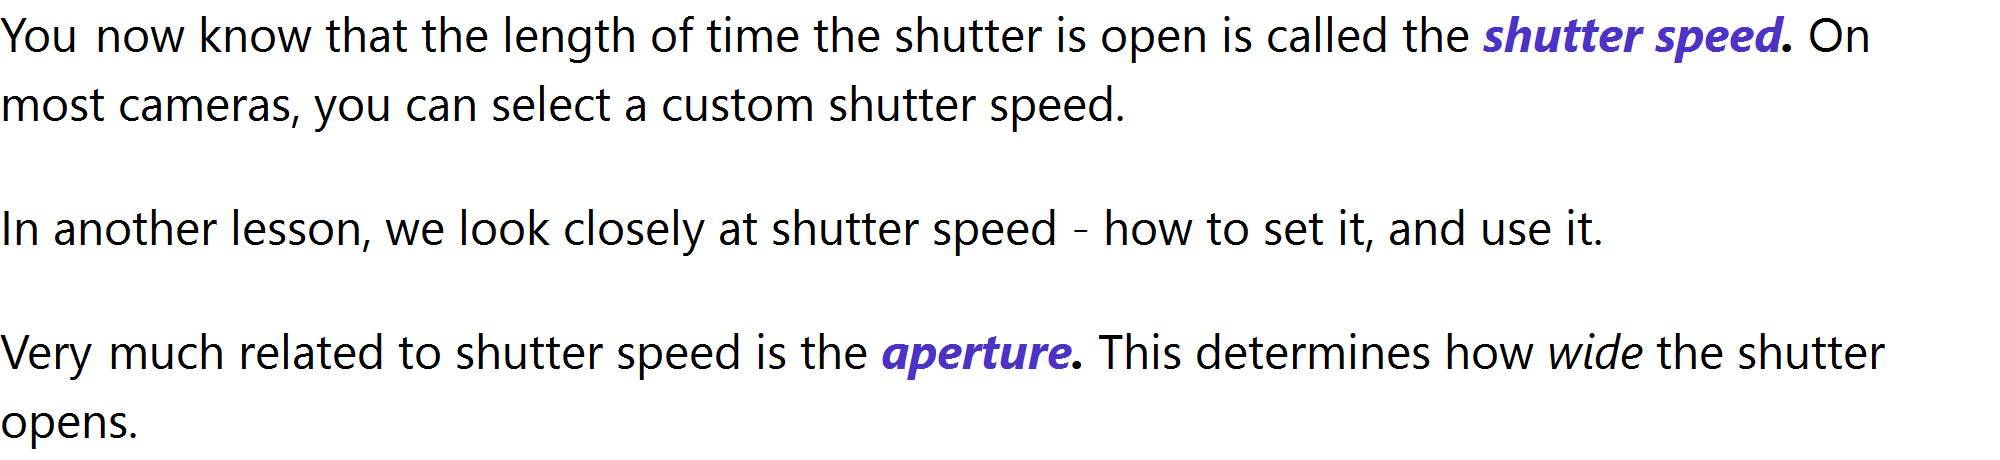 You now know that the length of time the shutter is open is called the shutter speed. On
most cameras, you can select a custom shutter speed.
In another lesson, we look closely at shutter speed - how to set it, and use it.
Very much related to shutter speed is the aperture. This determines how wide the shutter
opens.